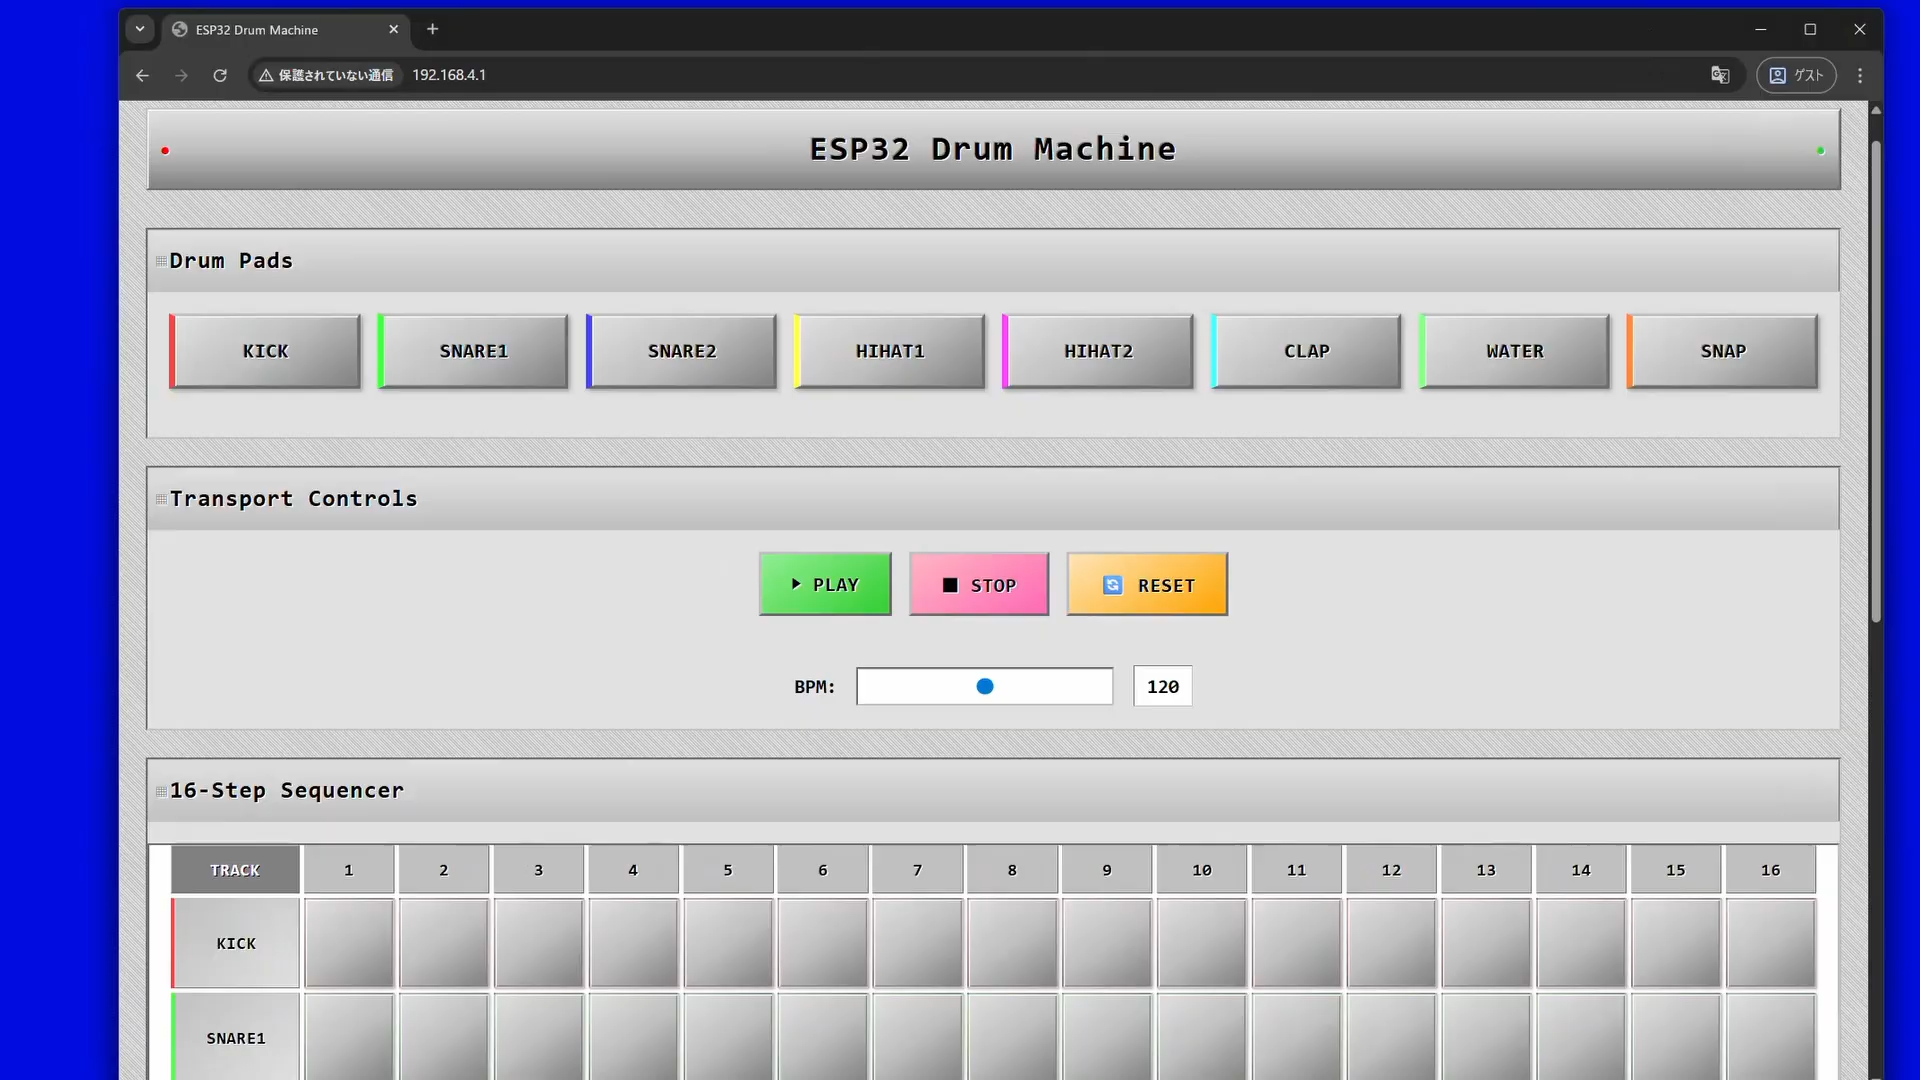 ESP32 Drum Machine
保護されていない通信 192.168.4.1
ゲスト
ESP32 Drum Machine
Drum Pads
KICK SNARE1 SNARE2 HIHAT1 HIHAT2 CLAP WATER SNAP
Transport Controls
PLAY STOP RESET
BPM: 120
16-Step Sequencer
TRACK 1 2 3 4 5 6 7 8 9 10 11 12 13 14 15 16
KICK
SNARE1